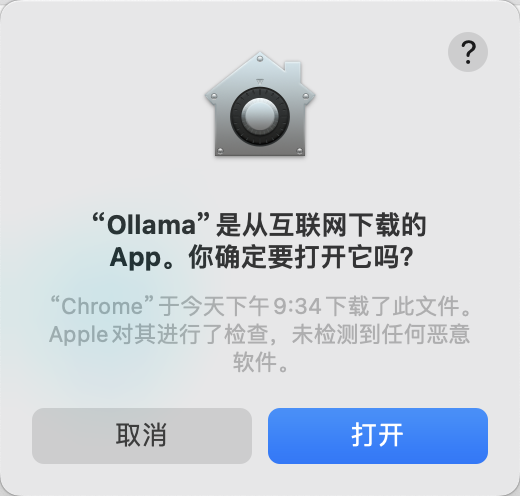 ?
“Ollama”是从互联网下载的
App。你确定要打开它吗?
“Chrome”于今天下午9:34下载了此文件。
Apple对其进行了检查，未检测到任何恶意
软件。
取消
打开